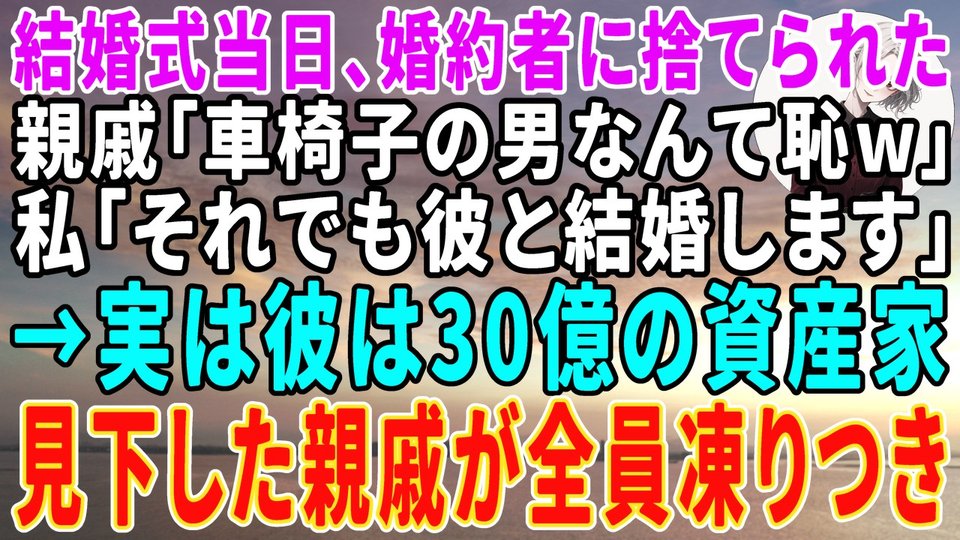 結婚式当日、婚約者に捨てられた
親戚「車椅子の男なんて恥w」
私「それでも彼と結婚します」
→実は彼は30億の資産家
見下した親戚が全員凍りつき